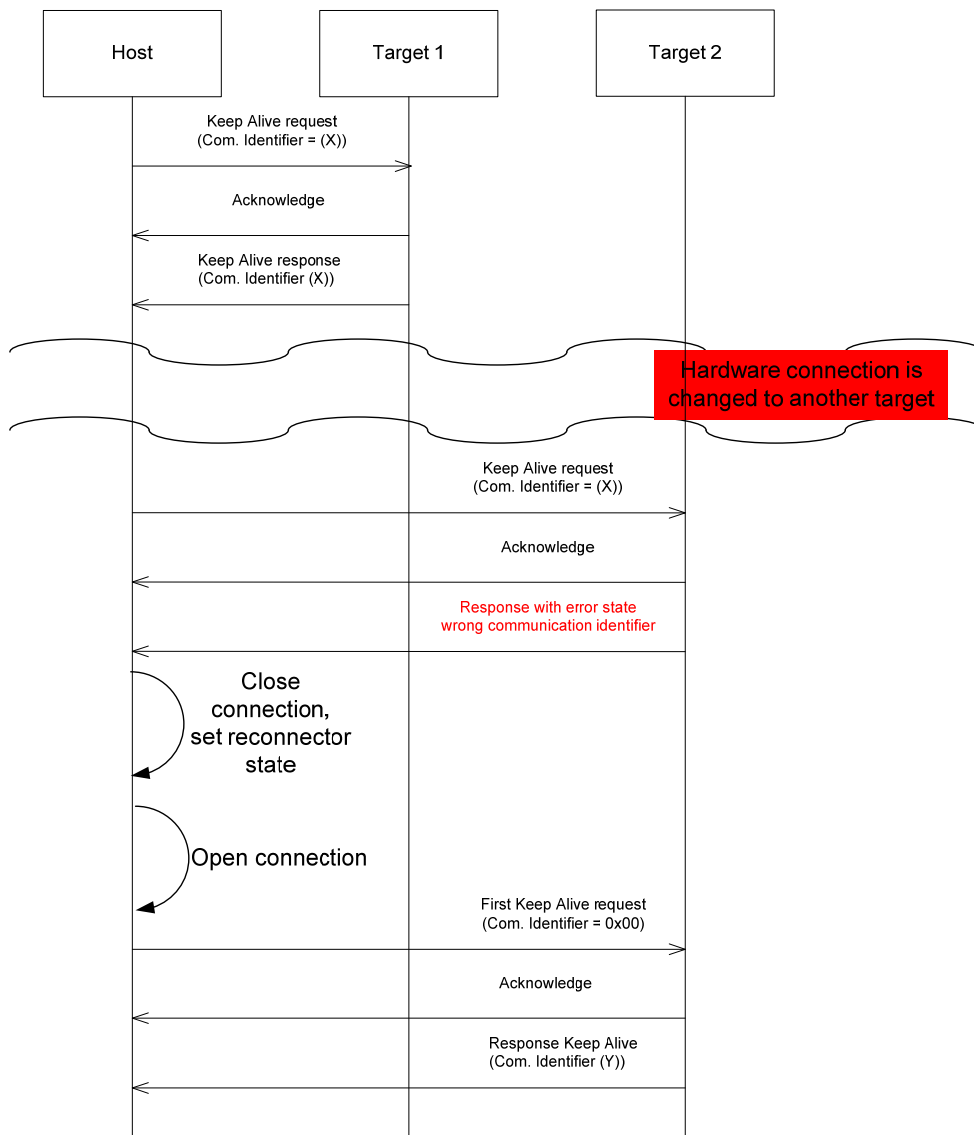 Host
Target 1
Target 2
Keep Alive request
(Com. Identifier = (X))
Acknowledge
Keep Alive response
(Com. Identifier (X))
Hardware connection is
changed to another target
Keep Alive request
(Com. Identifier = (X))
Acknowledge
Response with error state
wrong communication identifier
Close
connection,
set reconnector
state
Open connection
First Keep Alive request
(Com. Identifier = 0x00)
Acknowledge
Response Keep Alive
(Com. Identifier (Y))